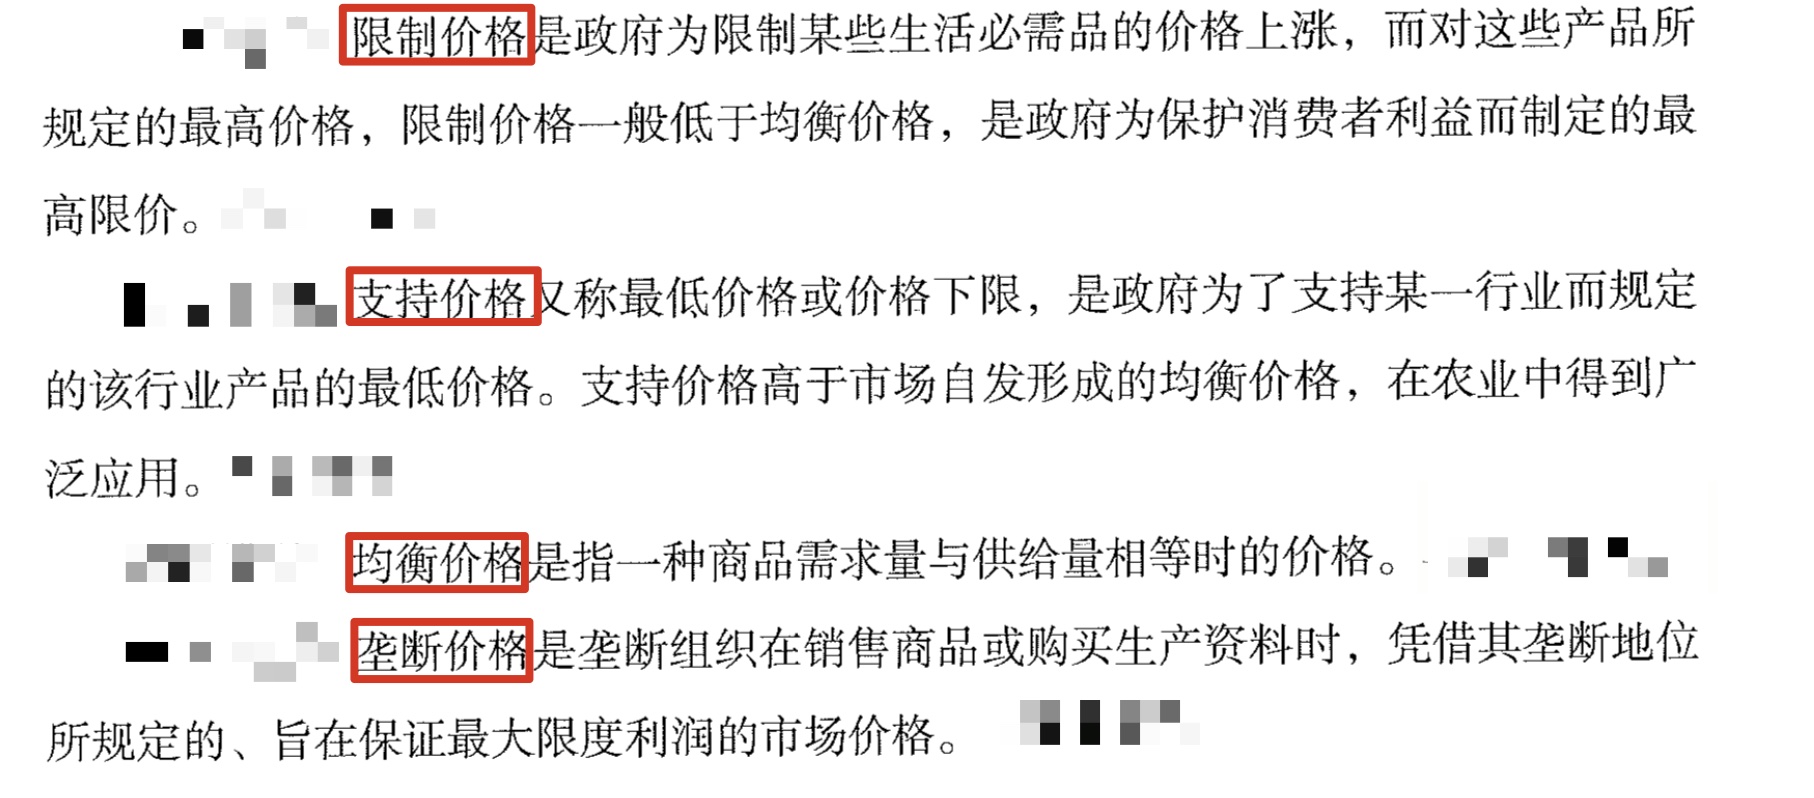 限制价格是政府为限制某些生活必需品的价格上涨，而对这些产品所
规定的最高价格，限制价格一般低于均衡价格，是政府为保护消费者利益而制定的最
高限价。
支持价格又称最低价格或价格下限，是政府为了支持某一行业而规定
的该行业产品的最低价格。支持价格高于市场自发形成的均衡价格，在农业中得到广
泛应用。
均衡价格是指一种商品需求量与供给量相等时的价格。
垄断价格是垄断组织在销售商品或购买生产资料时，凭借其垄断地位
所规定的、旨在保证最大限度利润的市场价格。